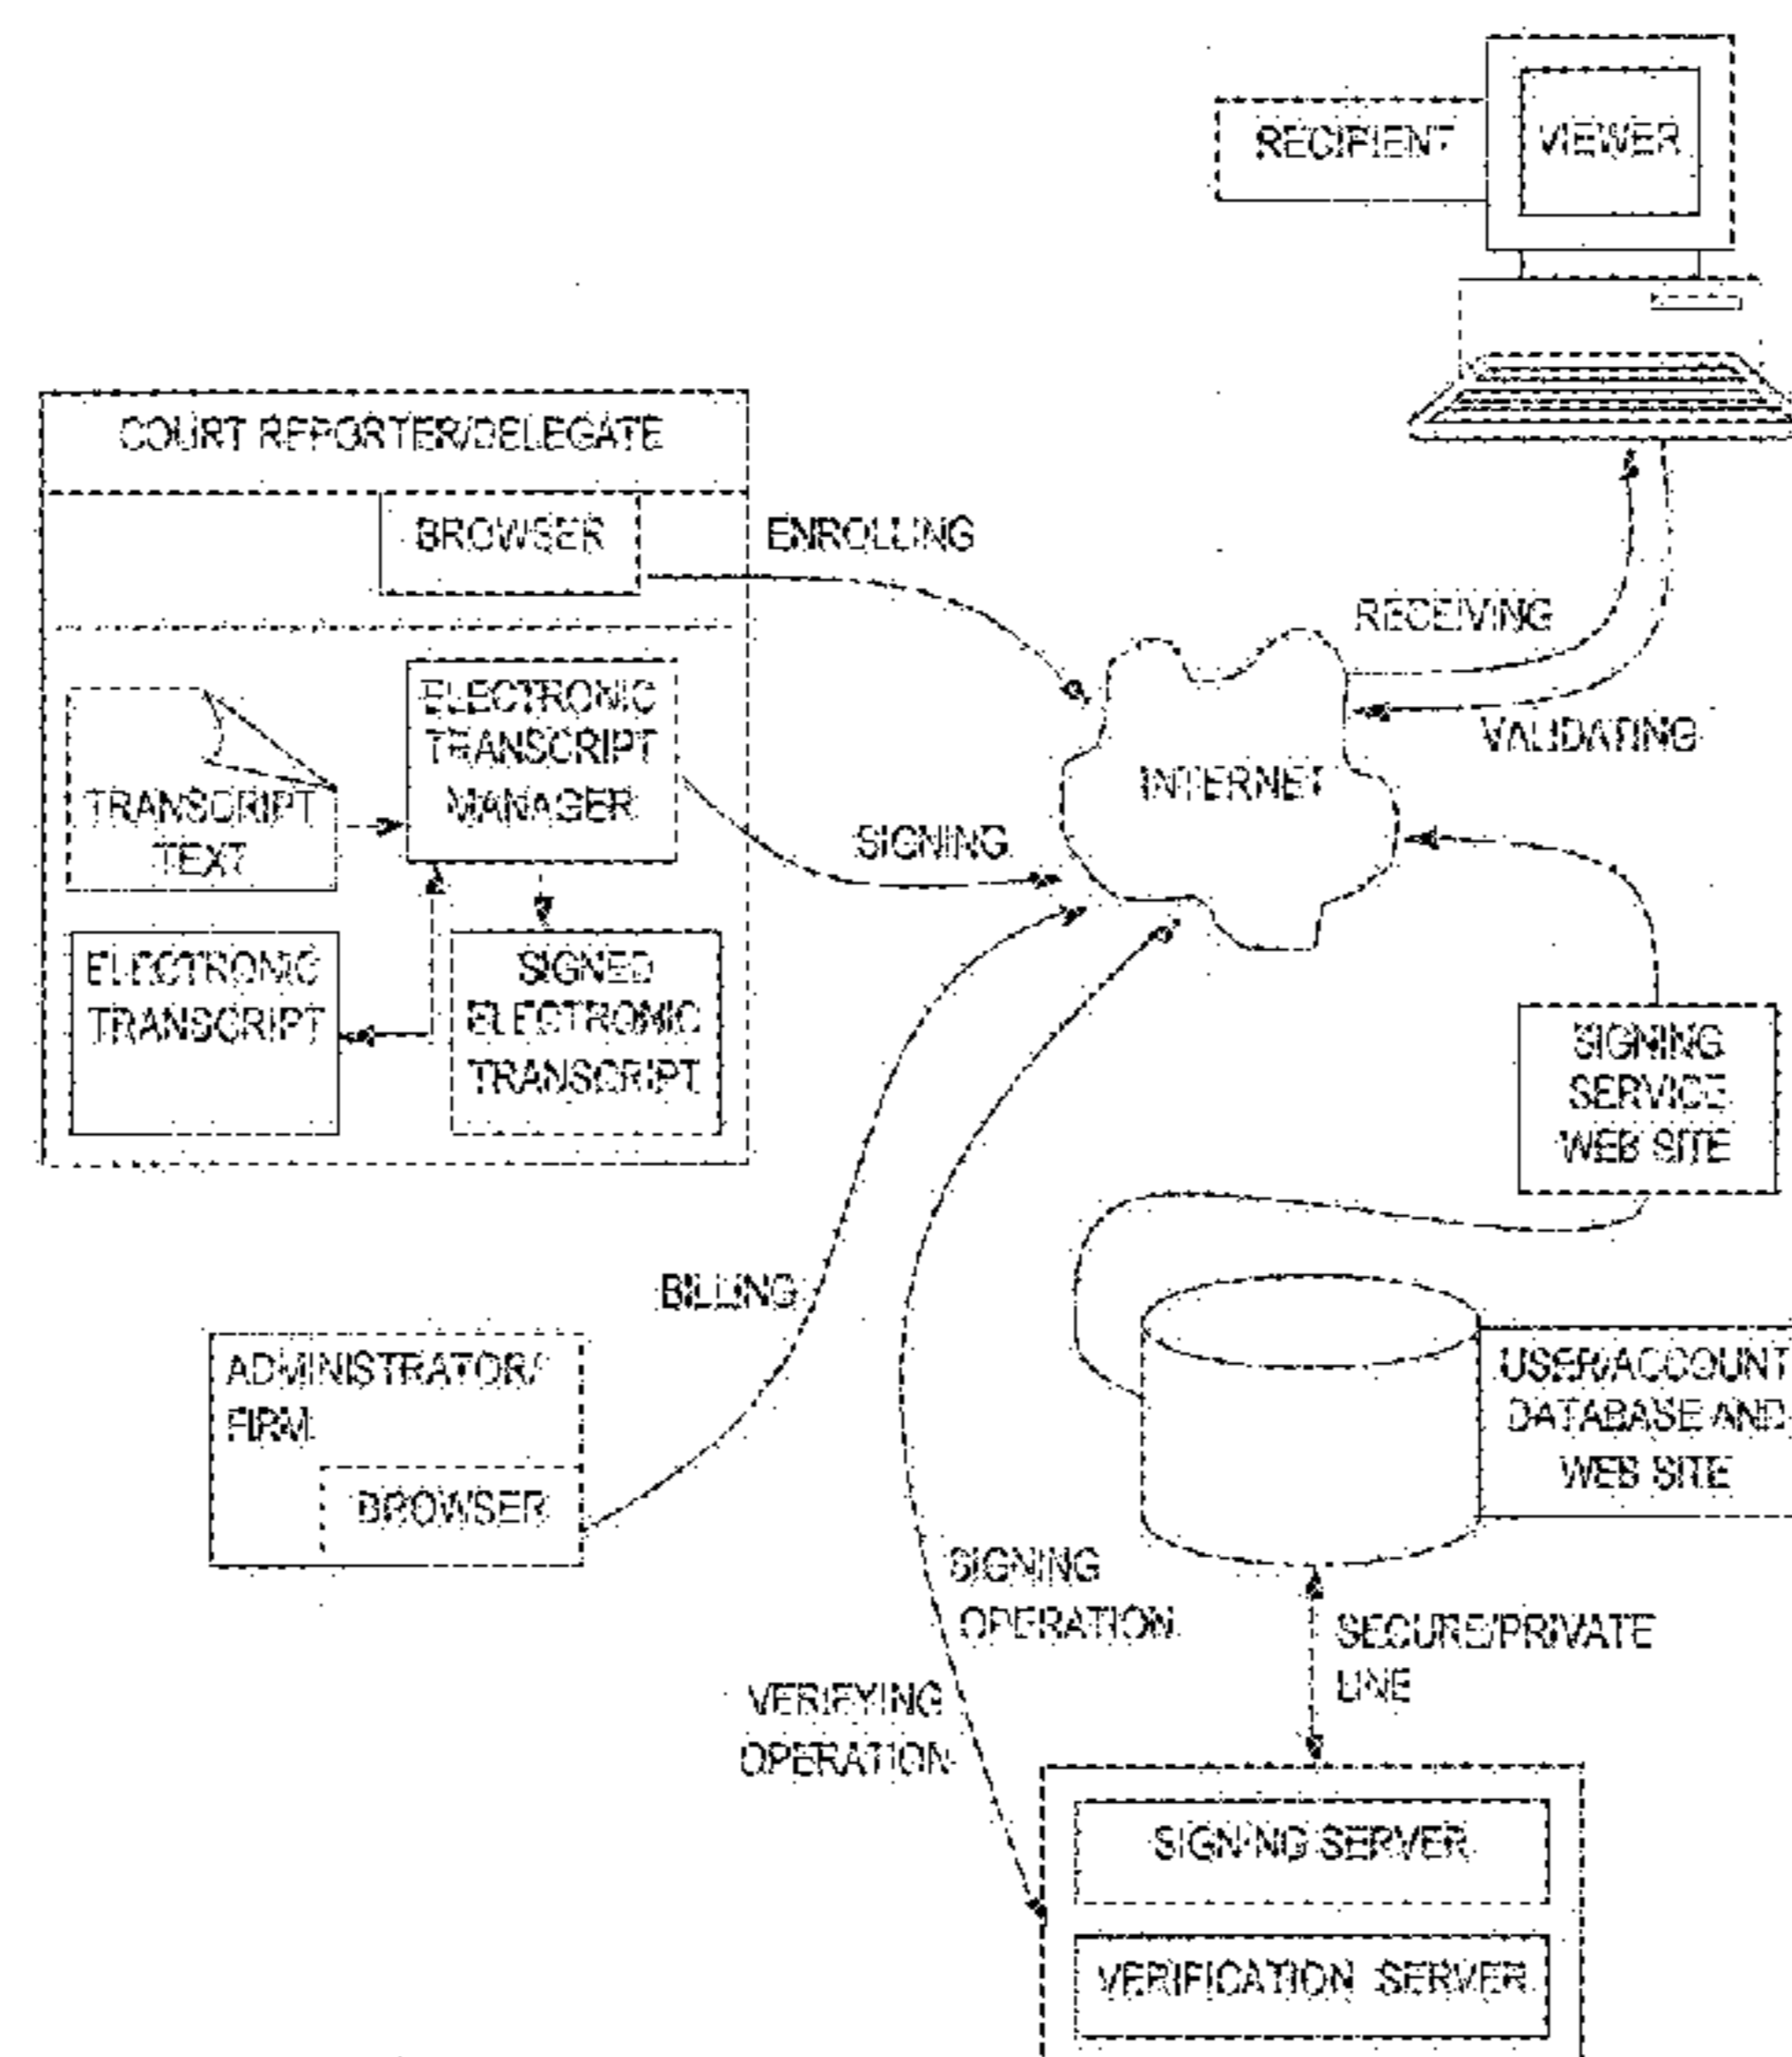 RECIPIENT
VIEWER
COURT REPORTER/DELEGATE
BROWSER
ENROLLING
RECEIVING
VALIDATING
INTERNET
ELECTRONIC
TRANSCRIPT
MANAGER
TRANSCRIPT
TEXT
SIGNING
ELECTRONIC
TRANSCRIPT
SIGNED
ELECTRONIC
TRANSCRIPT
SIGNING
SERVICE
WEB SITE
BILLING
ADMINISTRATOR/
FIRM
BROWSER
USER/ACCOUNT
DATABASE AND
WEB SITE
SIGNING
OPERATION
SECURE/PRIVATE
LINE
VERIFYING
OPERATION
SIGNING SERVER
VERIFICATION SERVER